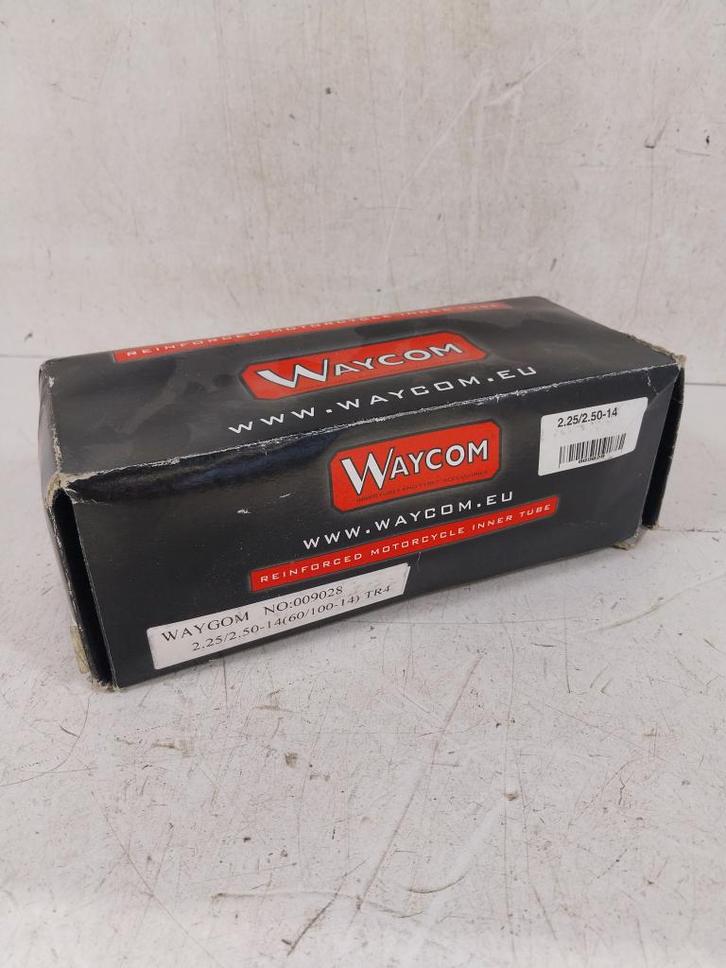 REINFORCED MOTORCYCLE INNER TUBE
WAYCOM
WWW.WAYCOM.EU
2.25/2.50-14
WAYCOM
WWW.WAYCOM.EU
REINFORCED MOTORCYCLE INNER TUBE
WAYGOM NO:009028
2.25/2.50-14(60/100-14) TR4